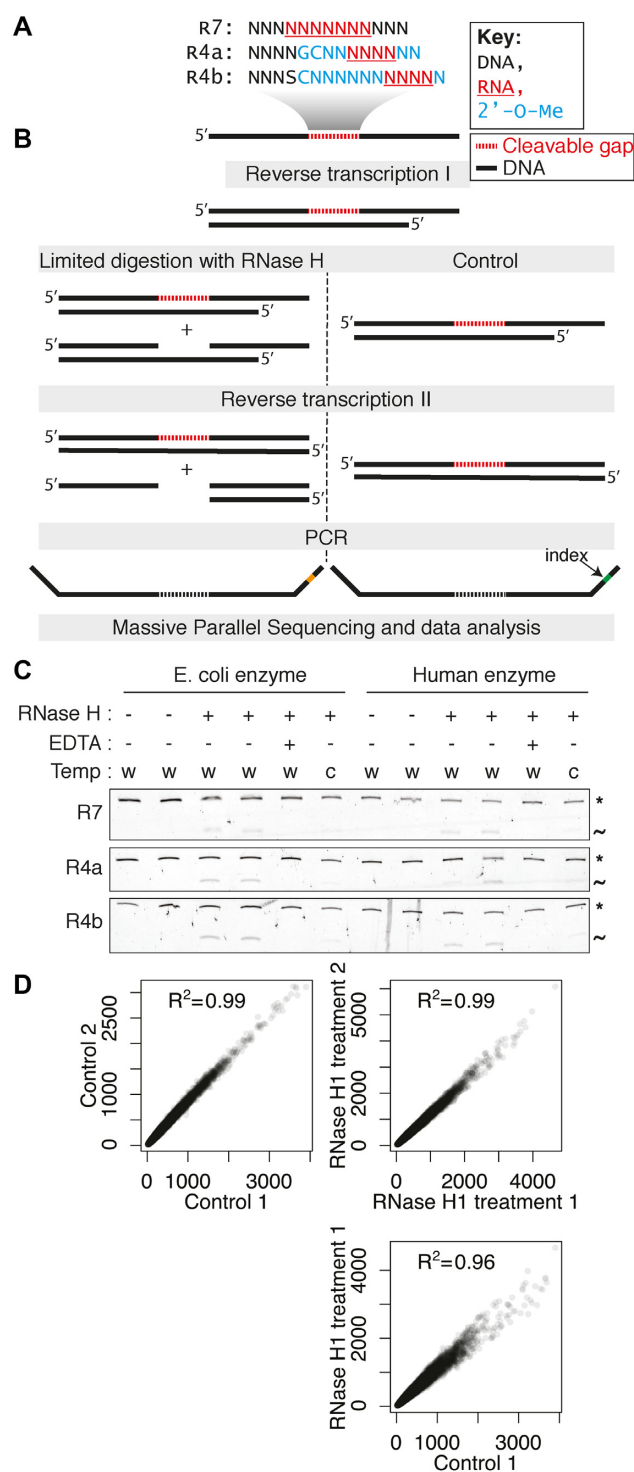 A
R7: NNNNNNNNNNNNN
R4a: NNNNGCNNNNNNNN
R4b: NNNSCNNNNNNNNNNN
Key:
DNA,
RNA,
2’-O-Me
Cleavable gap
DNA
B
5′
Reverse transcription I
5′
5′
Limited digestion with RNase H
Control
5′
5′
+
5′
5′
5′
5′
Reverse transcription II
5′
5′
+
5′
5′
5′
5′
PCR
index
Massive Parallel Sequencing and data analysis
C
E. coli enzyme Human enzyme
RNase H : - - + + + + - - + + + +
EDTA : - - - - + - - - - - + -
Temp : w w w w w c w w w w w c
R7 *
~
R4a *
~
R4b *
~
D
R²=0.99
Control 2
0 1000 2500
0 1000 3000
Control 1
R²=0.99
RNase H1 treatment 2
0 2000 5000
0 2000 4000
RNase H1 treatment 1
R²=0.96
RNase H1 treatment 1
0 2000 4000
0 1000 3000
Control 1